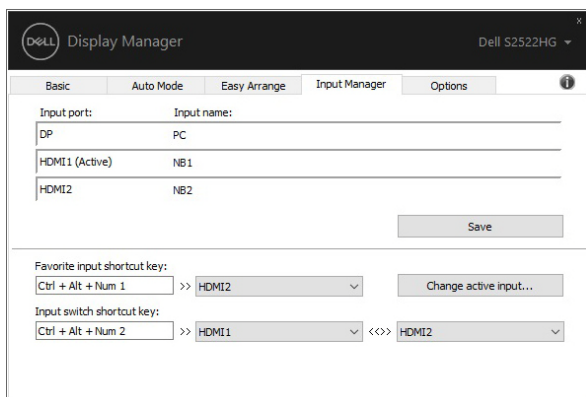 x
DELL Display Manager Dell S2522HG
Basic Auto Mode Easy Arrange Input Manager Options i
Input port: Input name:
DP PC
HDMI1 (Active) NB1
HDMI2 NB2
Save
Favorite input shortcut key:
Ctrl + Alt + Num 1 >> HDMI2 Change active input...
Input switch shortcut key:
Ctrl + Alt + Num 2 >> HDMI1 <<>> HDMI2